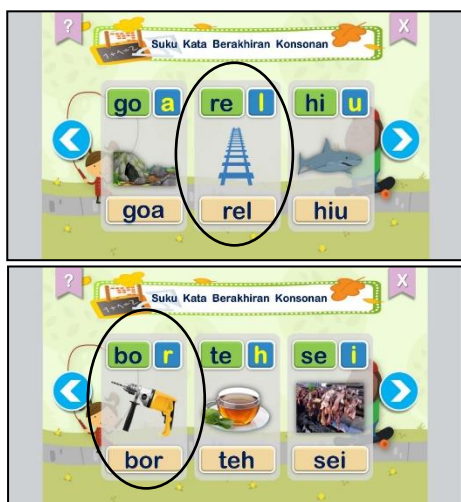 ? X
Suku Kata Berakhiran Konsonan
go a re l hi u
goa rel hiu
? X
Suku Kata Berakhiran Konsonan
bo r te h se i
bor teh sei